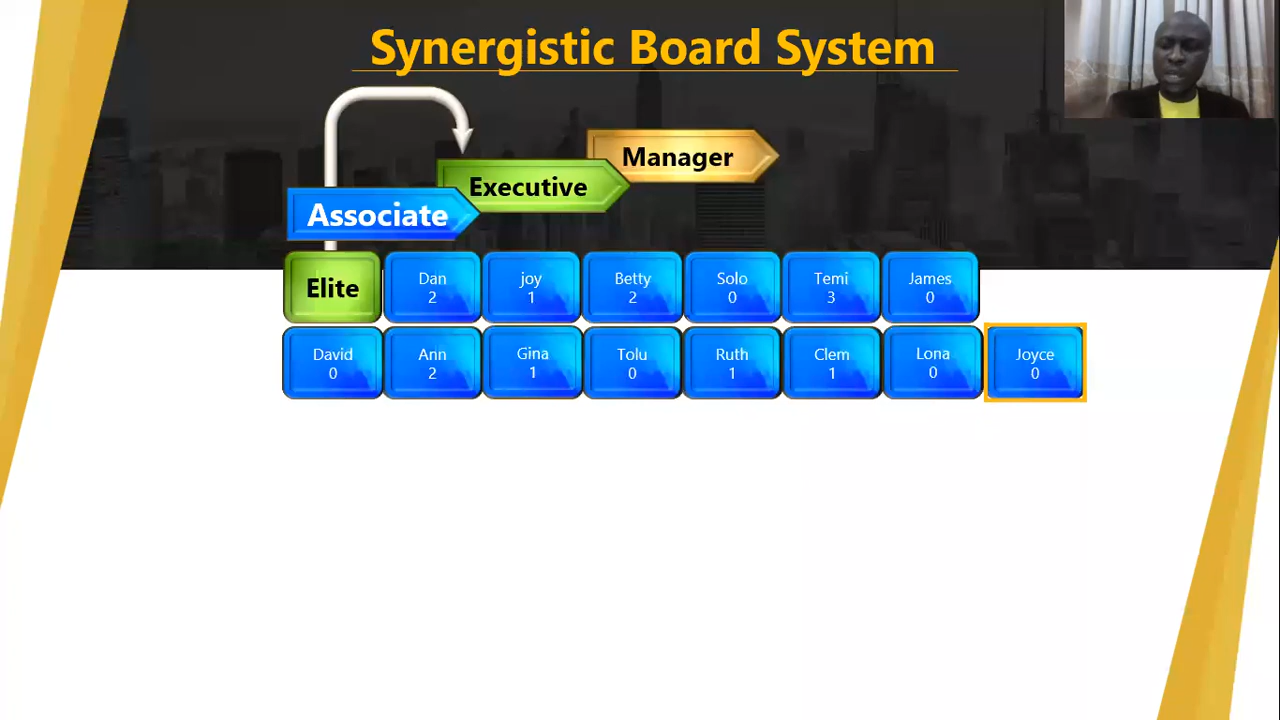 Synergistic Board System
Manager
Executive
Associate
Elite
Dan
2
joy
1
Betty
2
Solo
0
Temi
3
James
0
David
0
Ann
2
Gina
1
Tolu
0
Ruth
1
Clem
1
Lona
0
Joyce
0